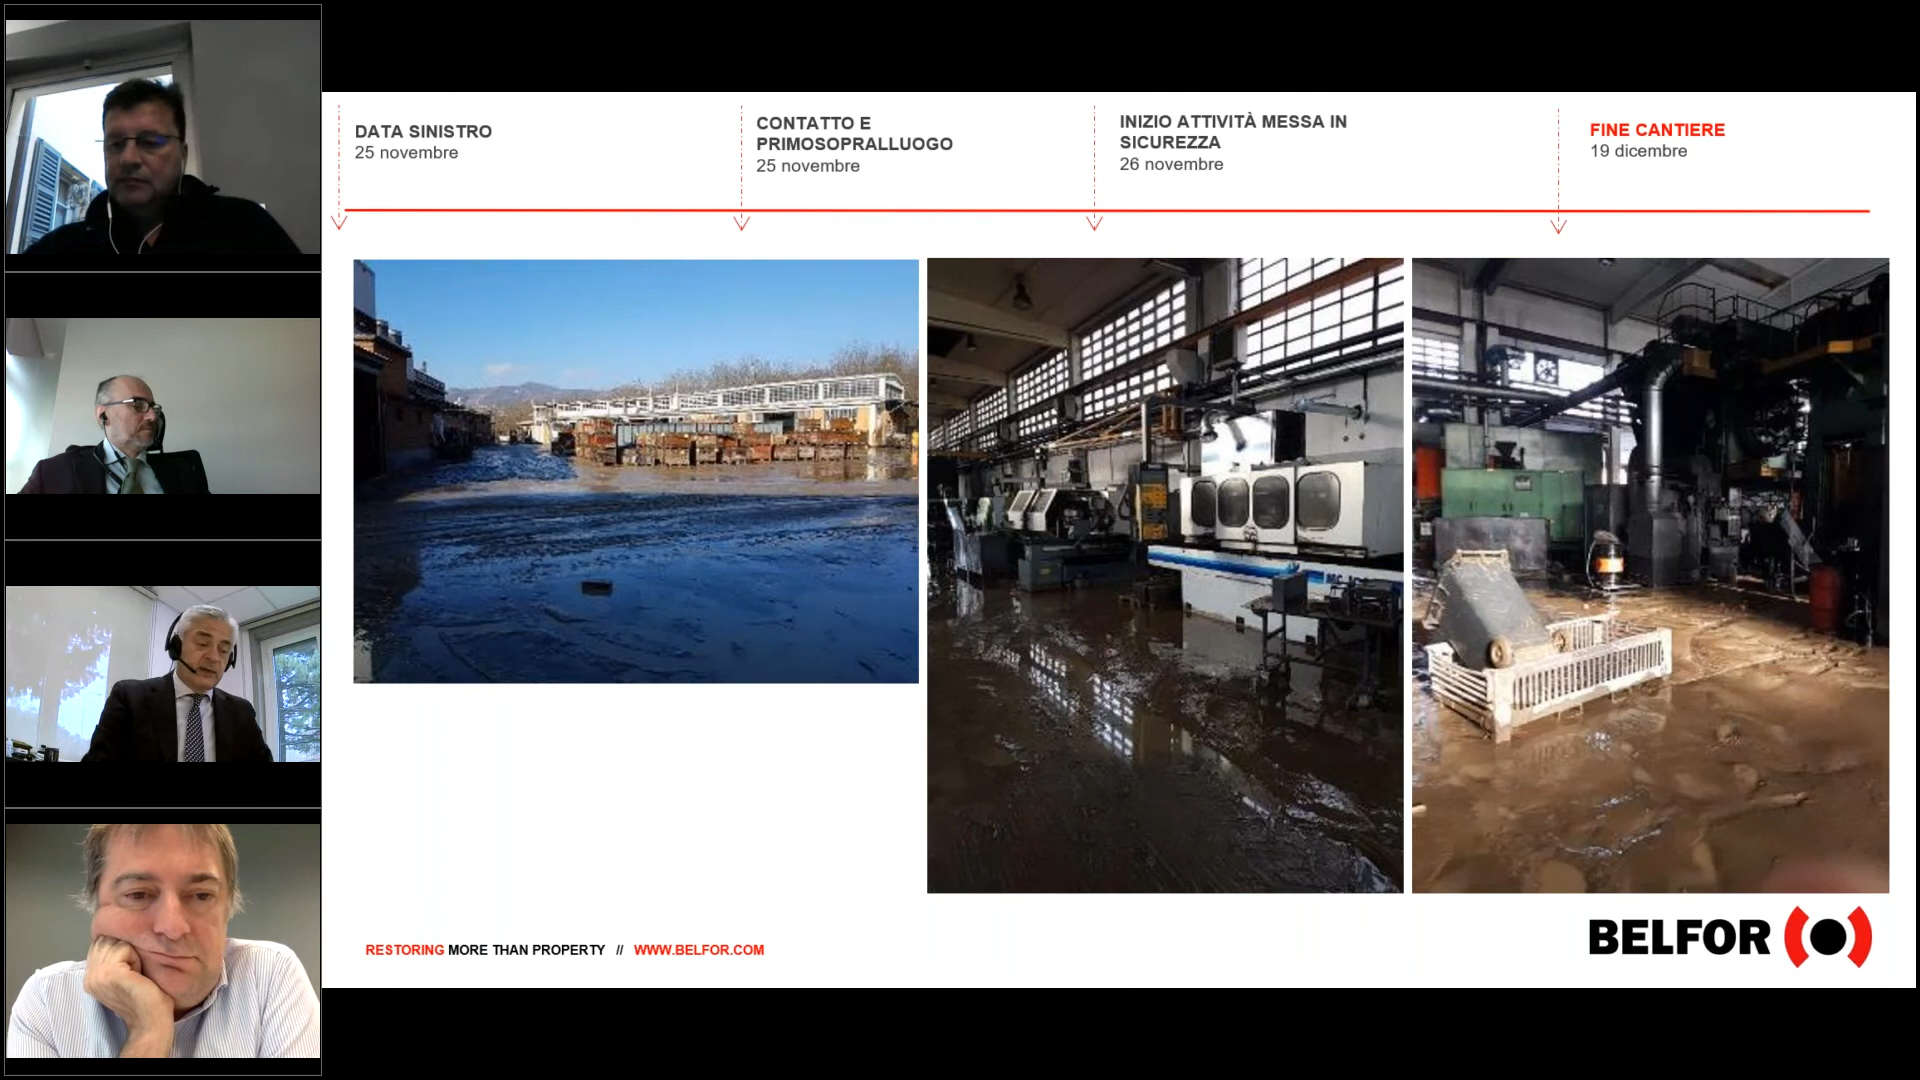 DATA SINISTRO
25 novembre
CONTATTO E
PRIMOSOPRALLUOGO
25 novembre
INIZIO ATTIVITÀ MESSA IN
SICUREZZA
26 novembre
FINE CANTIERE
19 dicembre
RESTORING MORE THAN PROPERTY // WWW.BELFOR.COM
BELFOR